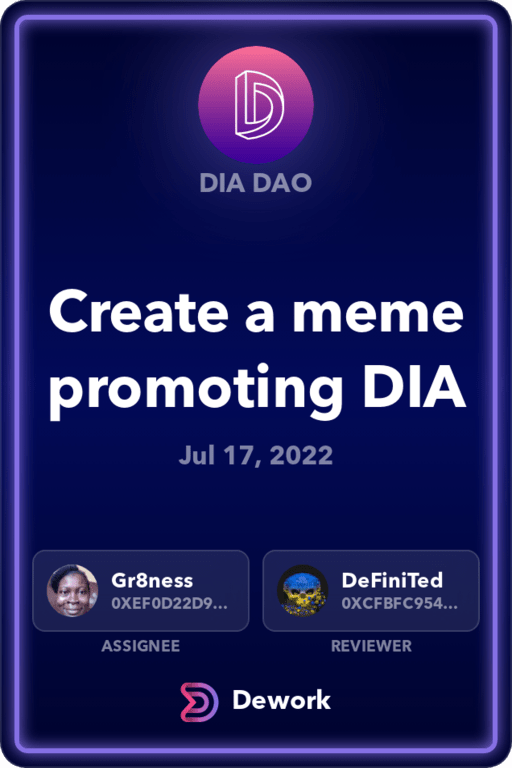 DIA DAO
Create a meme
promoting DIA
Jul 17, 2022
Gr8ness
0XEF0D22D9...
DeFiniTed
0XCFBFC954...
ASSIGNEE
REVIEWER
Dework